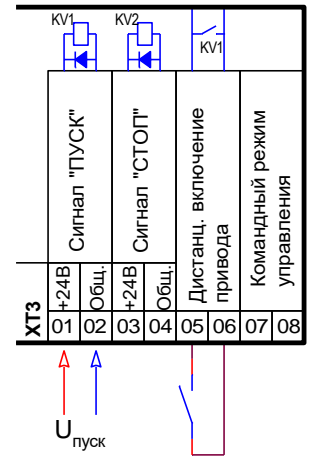 KV1
KV2
KV1
Сигнал "ПУСК"
Сигнал "СТОП"
Дистанц. включение
привода
Командный режим
управления
XT3
+24В
Общ.
+24В
Общ.
01 02 03 04 05 06 07 08
Uпуск